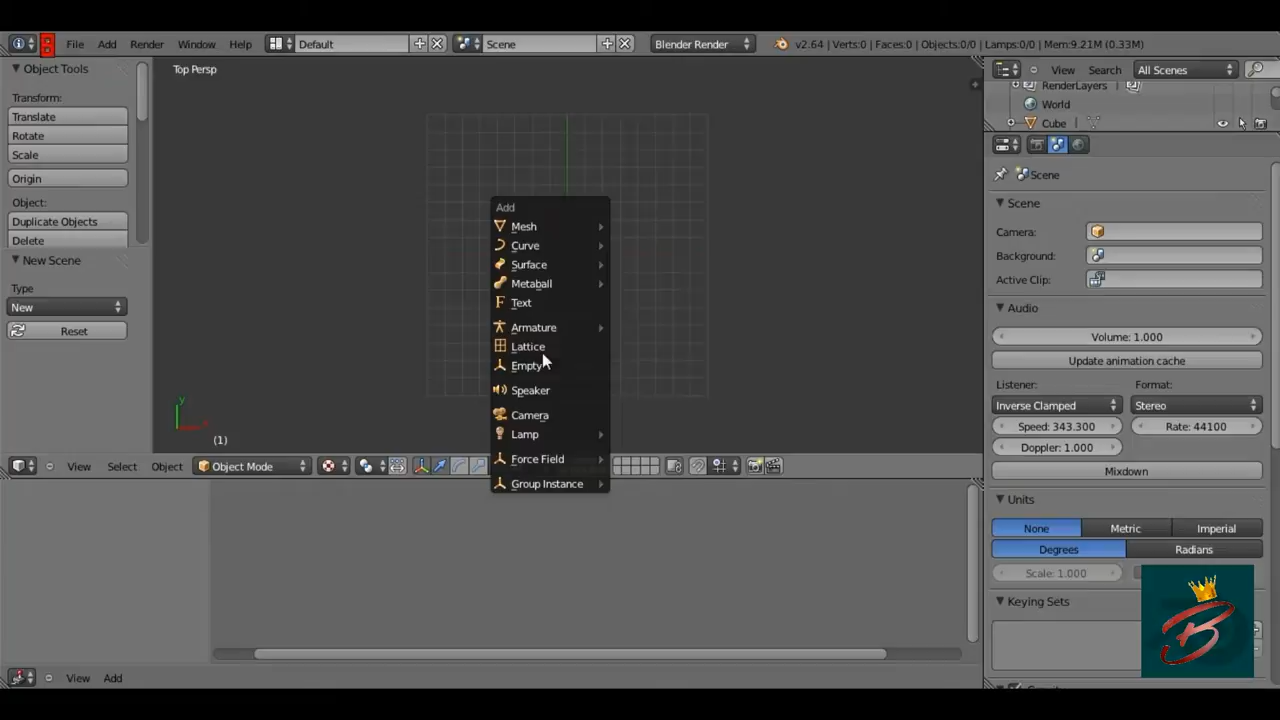 File Add Render Window Help Default Scene Blender Render v2.64 | Verts:0 | Faces:0 | Objects:0/0 | Lamps:0/0 | Mem:9.21M (0.33M)
Object Tools
Transform:
Translate
Rotate
Scale
Origin
Object:
Duplicate Objects
Delete
New Scene
Type
New
Reset
Top Persp
y
(1)
Add
Mesh
Curve
Surface
Metaball
Text
Armature
Lattice
Empty
Speaker
Camera
Lamp
Force Field
Group Instance
View Select Object Object Mode
View Add
View Search All Scenes
RenderLayers
World
Cube
Scene
Scene
Camera:
Background:
Active Clip:
Audio
Volume: 1.000
Update animation cache
Listener: Format:
Inverse Clamped Stereo
Speed: 343.300 Rate: 44100
Doppler: 1.000
Mixdown
Units
None Metric Imperial
Degrees Radians
Scale: 1.000
Keying Sets
B